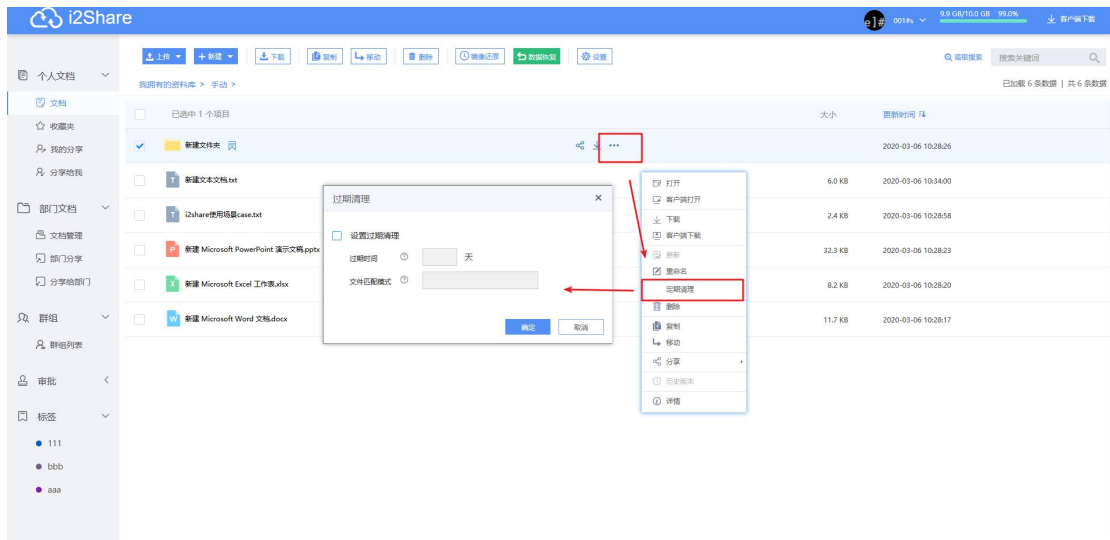 i2Share
e]# 001#s 9.9 GB/10.0 GB 99.0% 客户端下载
上传 新建 下载 复制 移动 删除 镜像还原 数据恢复 设置 高级搜索 搜索关键词
我拥有的资料库 > 手动 > 已加载 6 条数据 | 共 6 条数据
个人文档
文档
收藏夹
我的分享
分享给我
部门文档
文档管理
部门分享
分享给部门
群组
群组列表
审批
标签
111
bbb
aaa
已选中 1 个项目 大小 更新时间
新建文件夹 2020-03-06 10:28:26
新建文本文档.txt 6.0 KB 2020-03-06 10:34:00
i2share使用场景case.txt 2.4 KB 2020-03-06 10:28:58
新建 Microsoft PowerPoint 演示文稿.pptx 32.3 KB 2020-03-06 10:28:23
新建 Microsoft Excel 工作表.xlsx 8.2 KB 2020-03-06 10:28:20
新建 Microsoft Word 文档.docx 11.7 KB 2020-03-06 10:28:17
过期清理
设置过期清理
过期时间 天
文件匹配模式
确定 取消
打开
客户端打开
下载
客户端下载
更新
重命名
定期清理
删除
复制
移动
分享
历史版本
详情